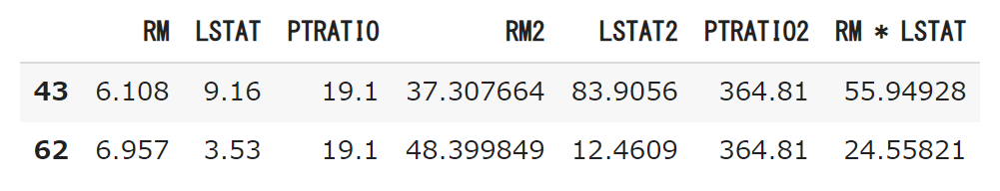 RM LSTAT PTRATIO RM2 LSTAT2 PTRATIO2 RM * LSTAT
43 6.108 9.16 19.1 37.307664 83.9056 364.81 55.94928
62 6.957 3.53 19.1 48.399849 12.4609 364.81 24.55821